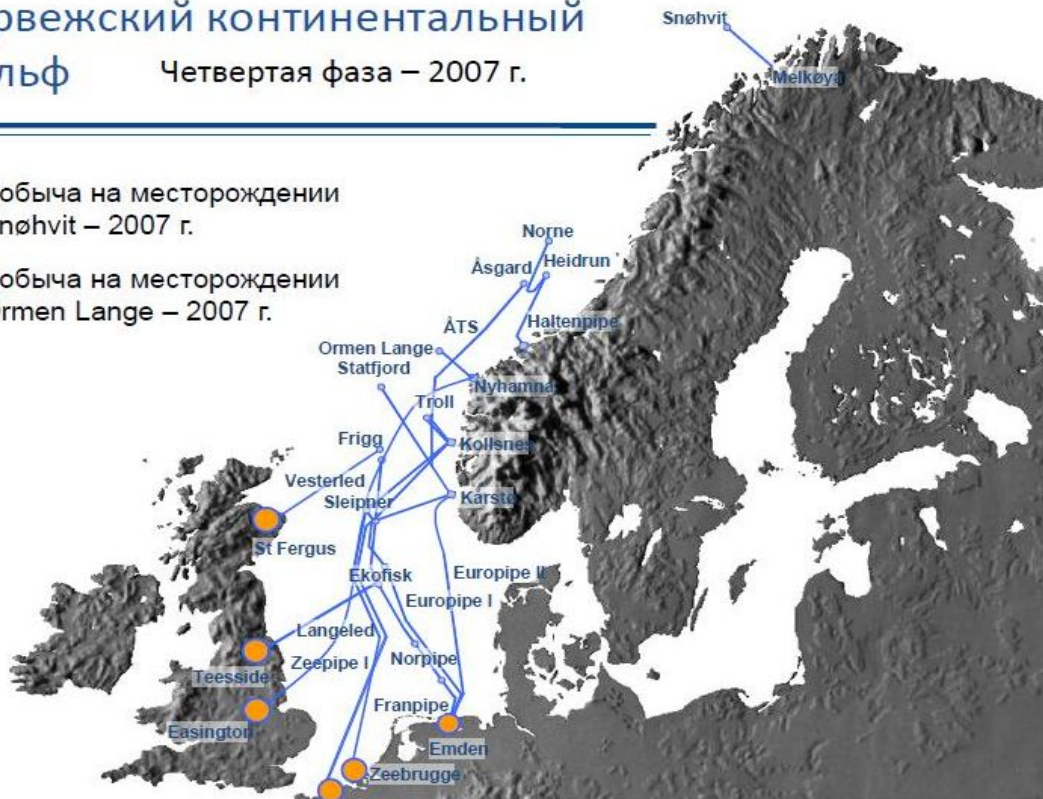 рвежский континентальный
льф Четвертая фаза – 2007 г.
обыча на месторождении
nøhvit – 2007 г.
обыча на месторождении
rmen Lange – 2007 г.
Snøhvit
Melkøya
Norne
Åsgard
Heidrun
ÅTS
Haltenpipe
Ormen Lange
Statfjord
Nyhamna
Troll
Frigg
Kollsnes
Vesterled
Sleipner
Kårstø
St Fergus
Ekofisk
Europipe II
Europipe I
Langeled
Zeepipe I
Norpipe
Teesside
Franpipe
Easington
Emden
Zeebrugge